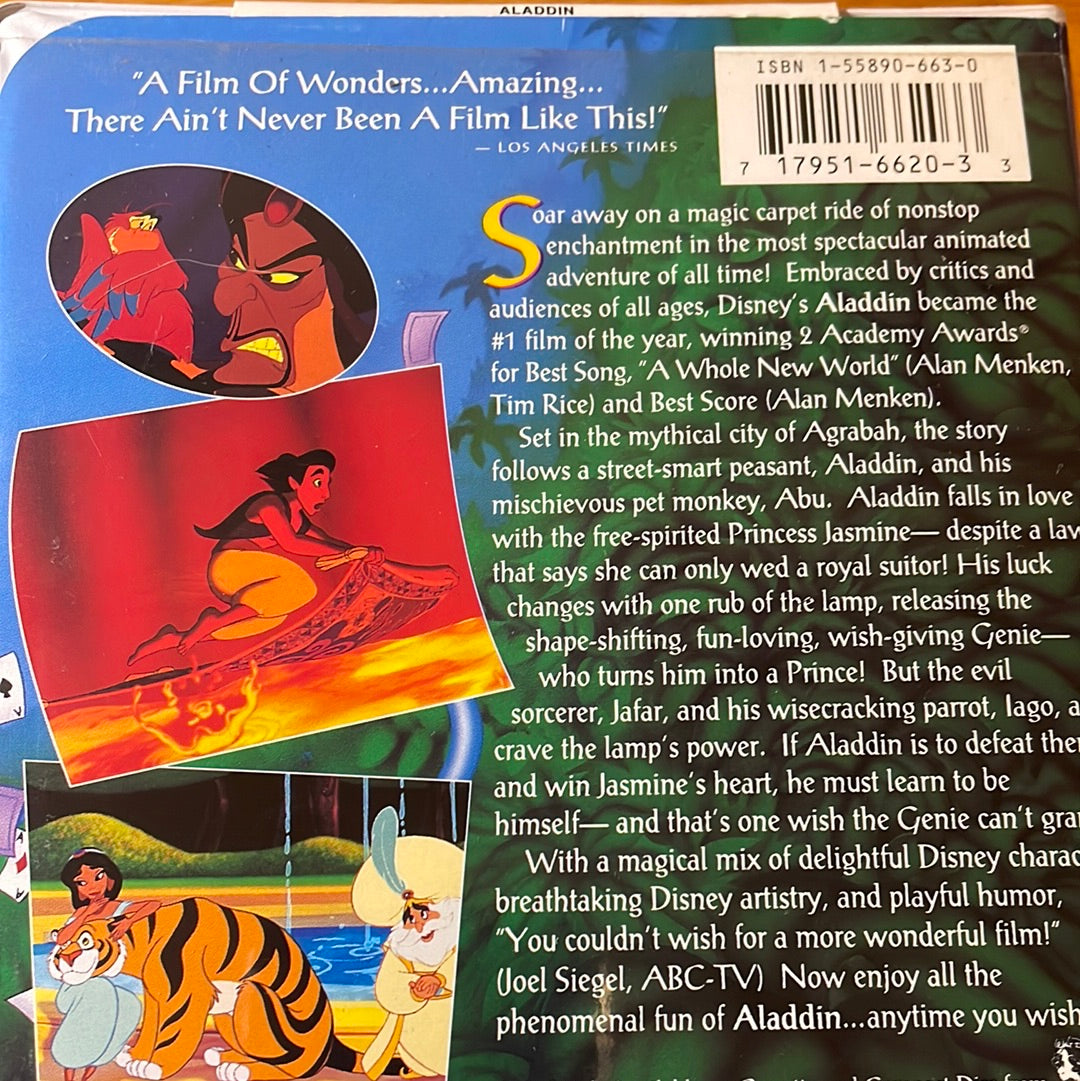 ALADDIN
"A Film Of Wonders...Amazing...
There Ain't Never Been A Film Like This!"
— LOS ANGELES TIMES
ISBN 1-55890-663-0
7 17951-6620-3 3
Soar away on a magic carpet ride of nonstop
enchantment in the most spectacular animated
adventure of all time! Embraced by critics and
audiences of all ages, Disney's Aladdin became the
#1 film of the year, winning 2 Academy Awards®
for Best Song, "A Whole New World" (Alan Menken,
Tim Rice) and Best Score (Alan Menken).
Set in the mythical city of Agrabah, the story
follows a street-smart peasant, Aladdin, and his
mischievous pet monkey, Abu. Aladdin falls in love
with the free-spirited Princess Jasmine— despite a law
that says she can only wed a royal suitor! His luck
changes with one rub of the lamp, releasing the
shape-shifting, fun-loving, wish-giving Genie—
who turns him into a Prince! But the evil
sorcerer, Jafar, and his wisecracking parrot, Iago, a
crave the lamp's power. If Aladdin is to defeat the
and win Jasmine's heart, he must learn to be
himself— and that's one wish the Genie can't gra
With a magical mix of delightful Disney charac
breathtaking Disney artistry, and playful humor,
"You couldn't wish for a more wonderful film!"
(Joel Siegel, ABC-TV) Now enjoy all the
phenomenal fun of Aladdin...anytime you wish
A
A